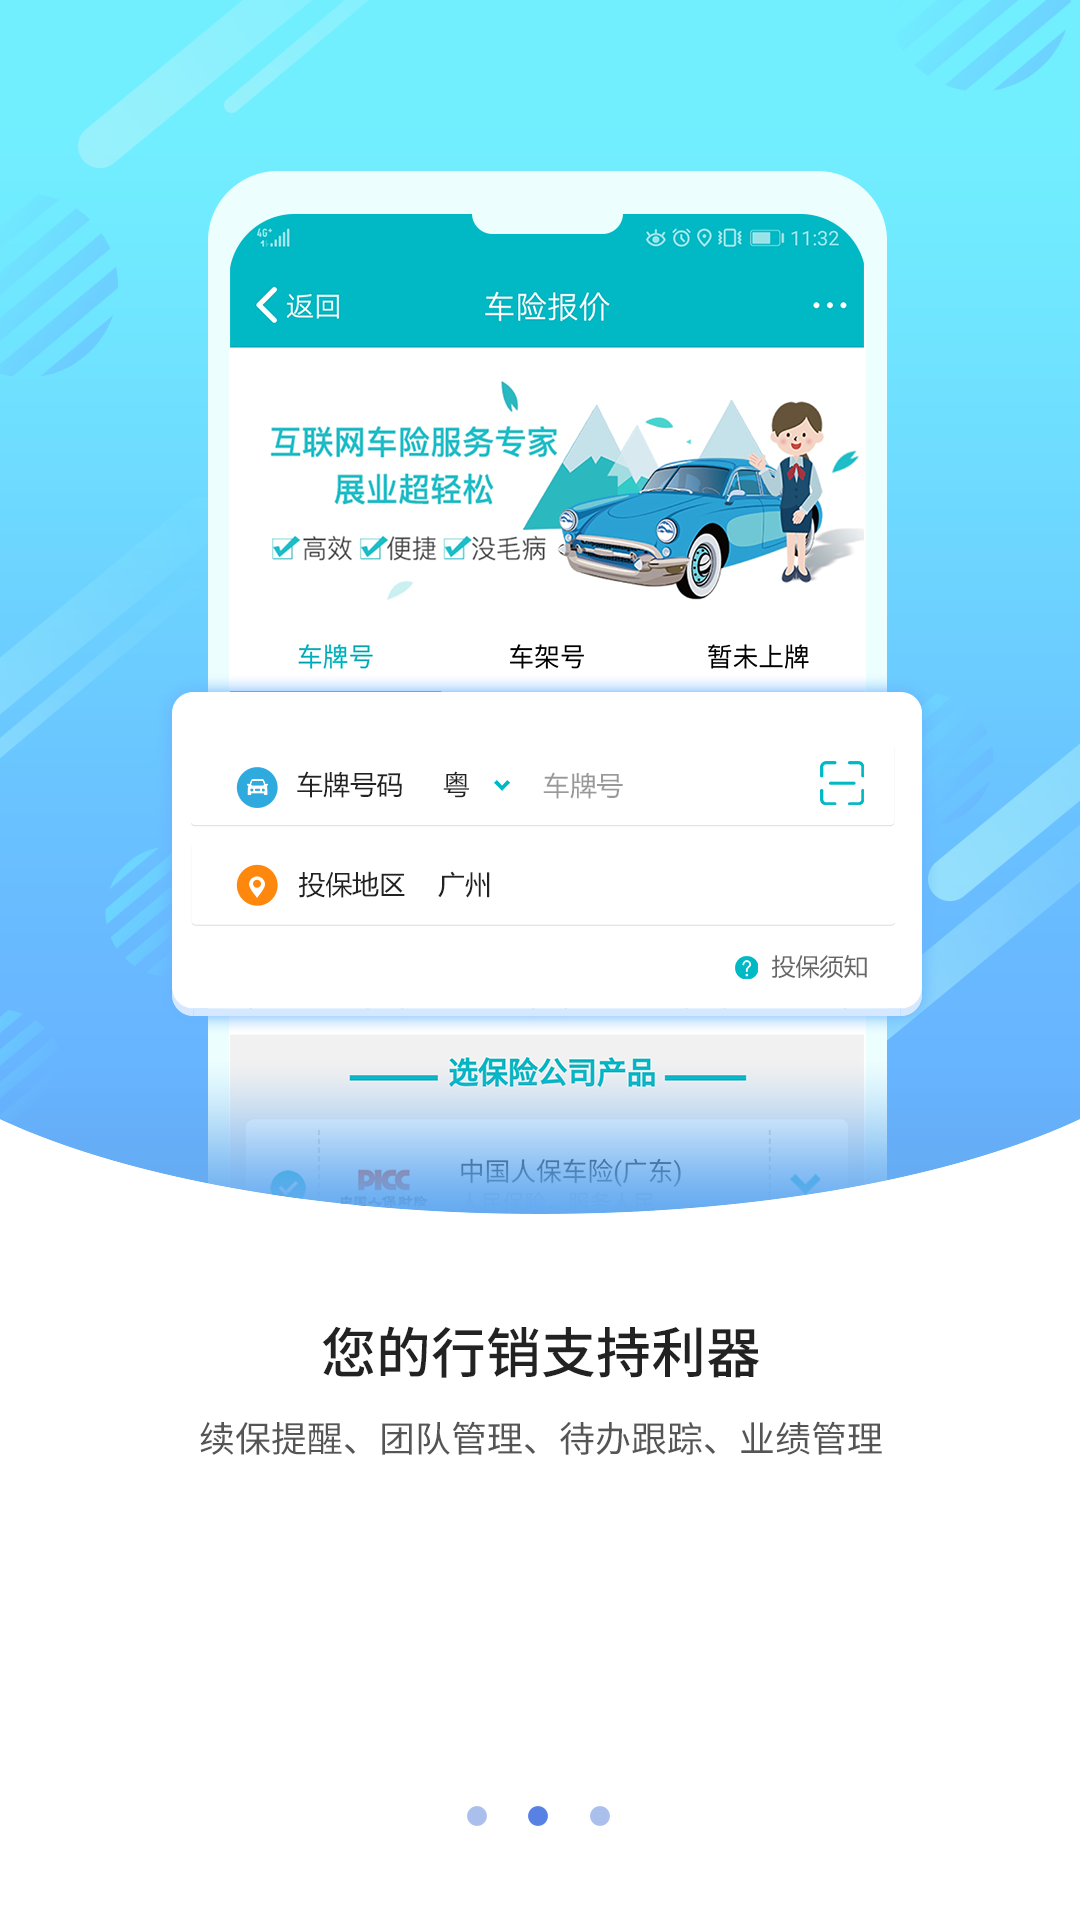 4G+ 11:32
返回 车险报价 ···
互联网车险服务专家
展业超轻松
高效 便捷 没毛病
车牌号 车架号 暂未上牌
车牌号码 粤 车牌号
投保地区 广州
? 投保须知
选保险公司产品
中国人保车险(广东)
PICC
您的行销支持利器
续保提醒、团队管理、待办跟踪、业绩管理